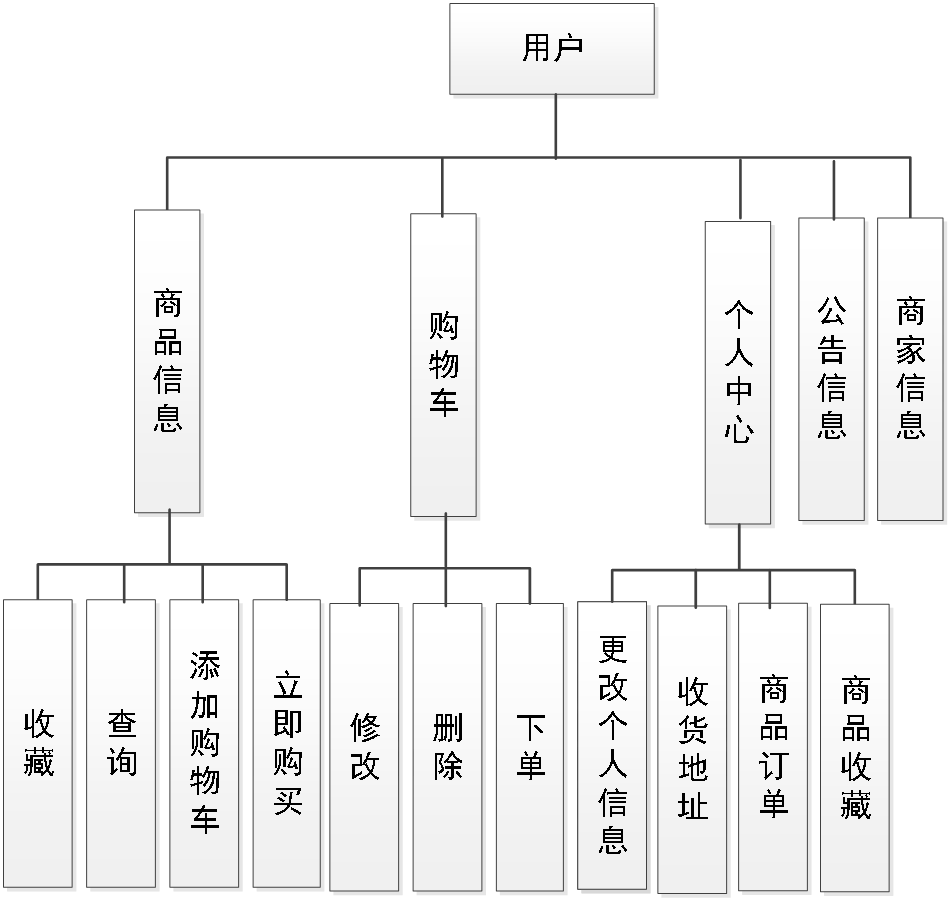 用户
商品信息
购物车
个人中心
公告信息
商家信息
收藏
查询
添加购物车
立即购买
修改
删除
下单
更改个人信息
收货地址
商品订单
商品收藏